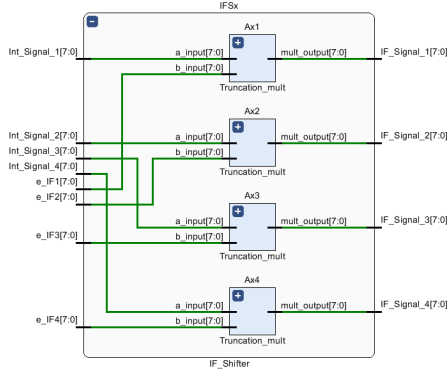 IFSx
Ax1
Int_Signal_1[7:0] a_input[7:0] mult_output[7:0] IF_Signal_1[7:0]
b_input[7:0]
Truncation_mult
Ax2
Int_Signal_2[7:0] a_input[7:0] mult_output[7:0] IF_Signal_2[7:0]
Int_Signal_3[7:0] b_input[7:0]
Int_Signal_4[7:0] Truncation_mult
e_IF1[7:0]
e_IF2[7:0]
Ax3
a_input[7:0] mult_output[7:0] IF_Signal_3[7:0]
e_IF3[7:0] b_input[7:0]
Truncation_mult
Ax4
a_input[7:0] mult_output[7:0] IF_Signal_4[7:0]
e_IF4[7:0] b_input[7:0]
Truncation_mult
IF_Shifter